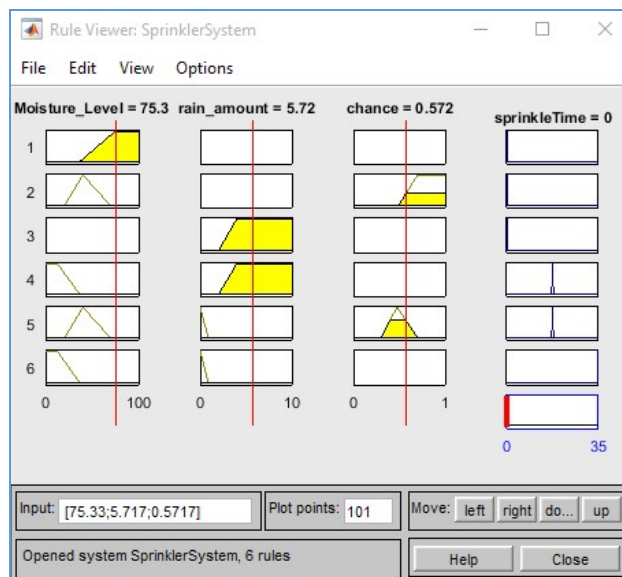 Rule Viewer: SprinklerSystem
File Edit View Options
Moisture_Level = 75.3 rain_amount = 5.72 chance = 0.572 sprinkleTime = 0
1
2
3
4
5
6
0 100 0 10 0 1
0 35
Input: [75.33;5.717;0.5717] Plot points: 101 Move: left right do... up
Opened system SprinklerSystem, 6 rules Help Close